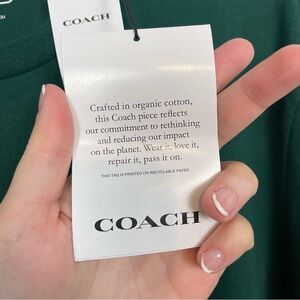 COACH
Crafted in organic cotton,
this Coach piece reflects
our commitment to rethinking
and reducing our impact
on the planet. Wear it, love it,
repair it, pass it on.
THIS TAG IS PRINTED ON RECYCLABLE PAPER.
COACH